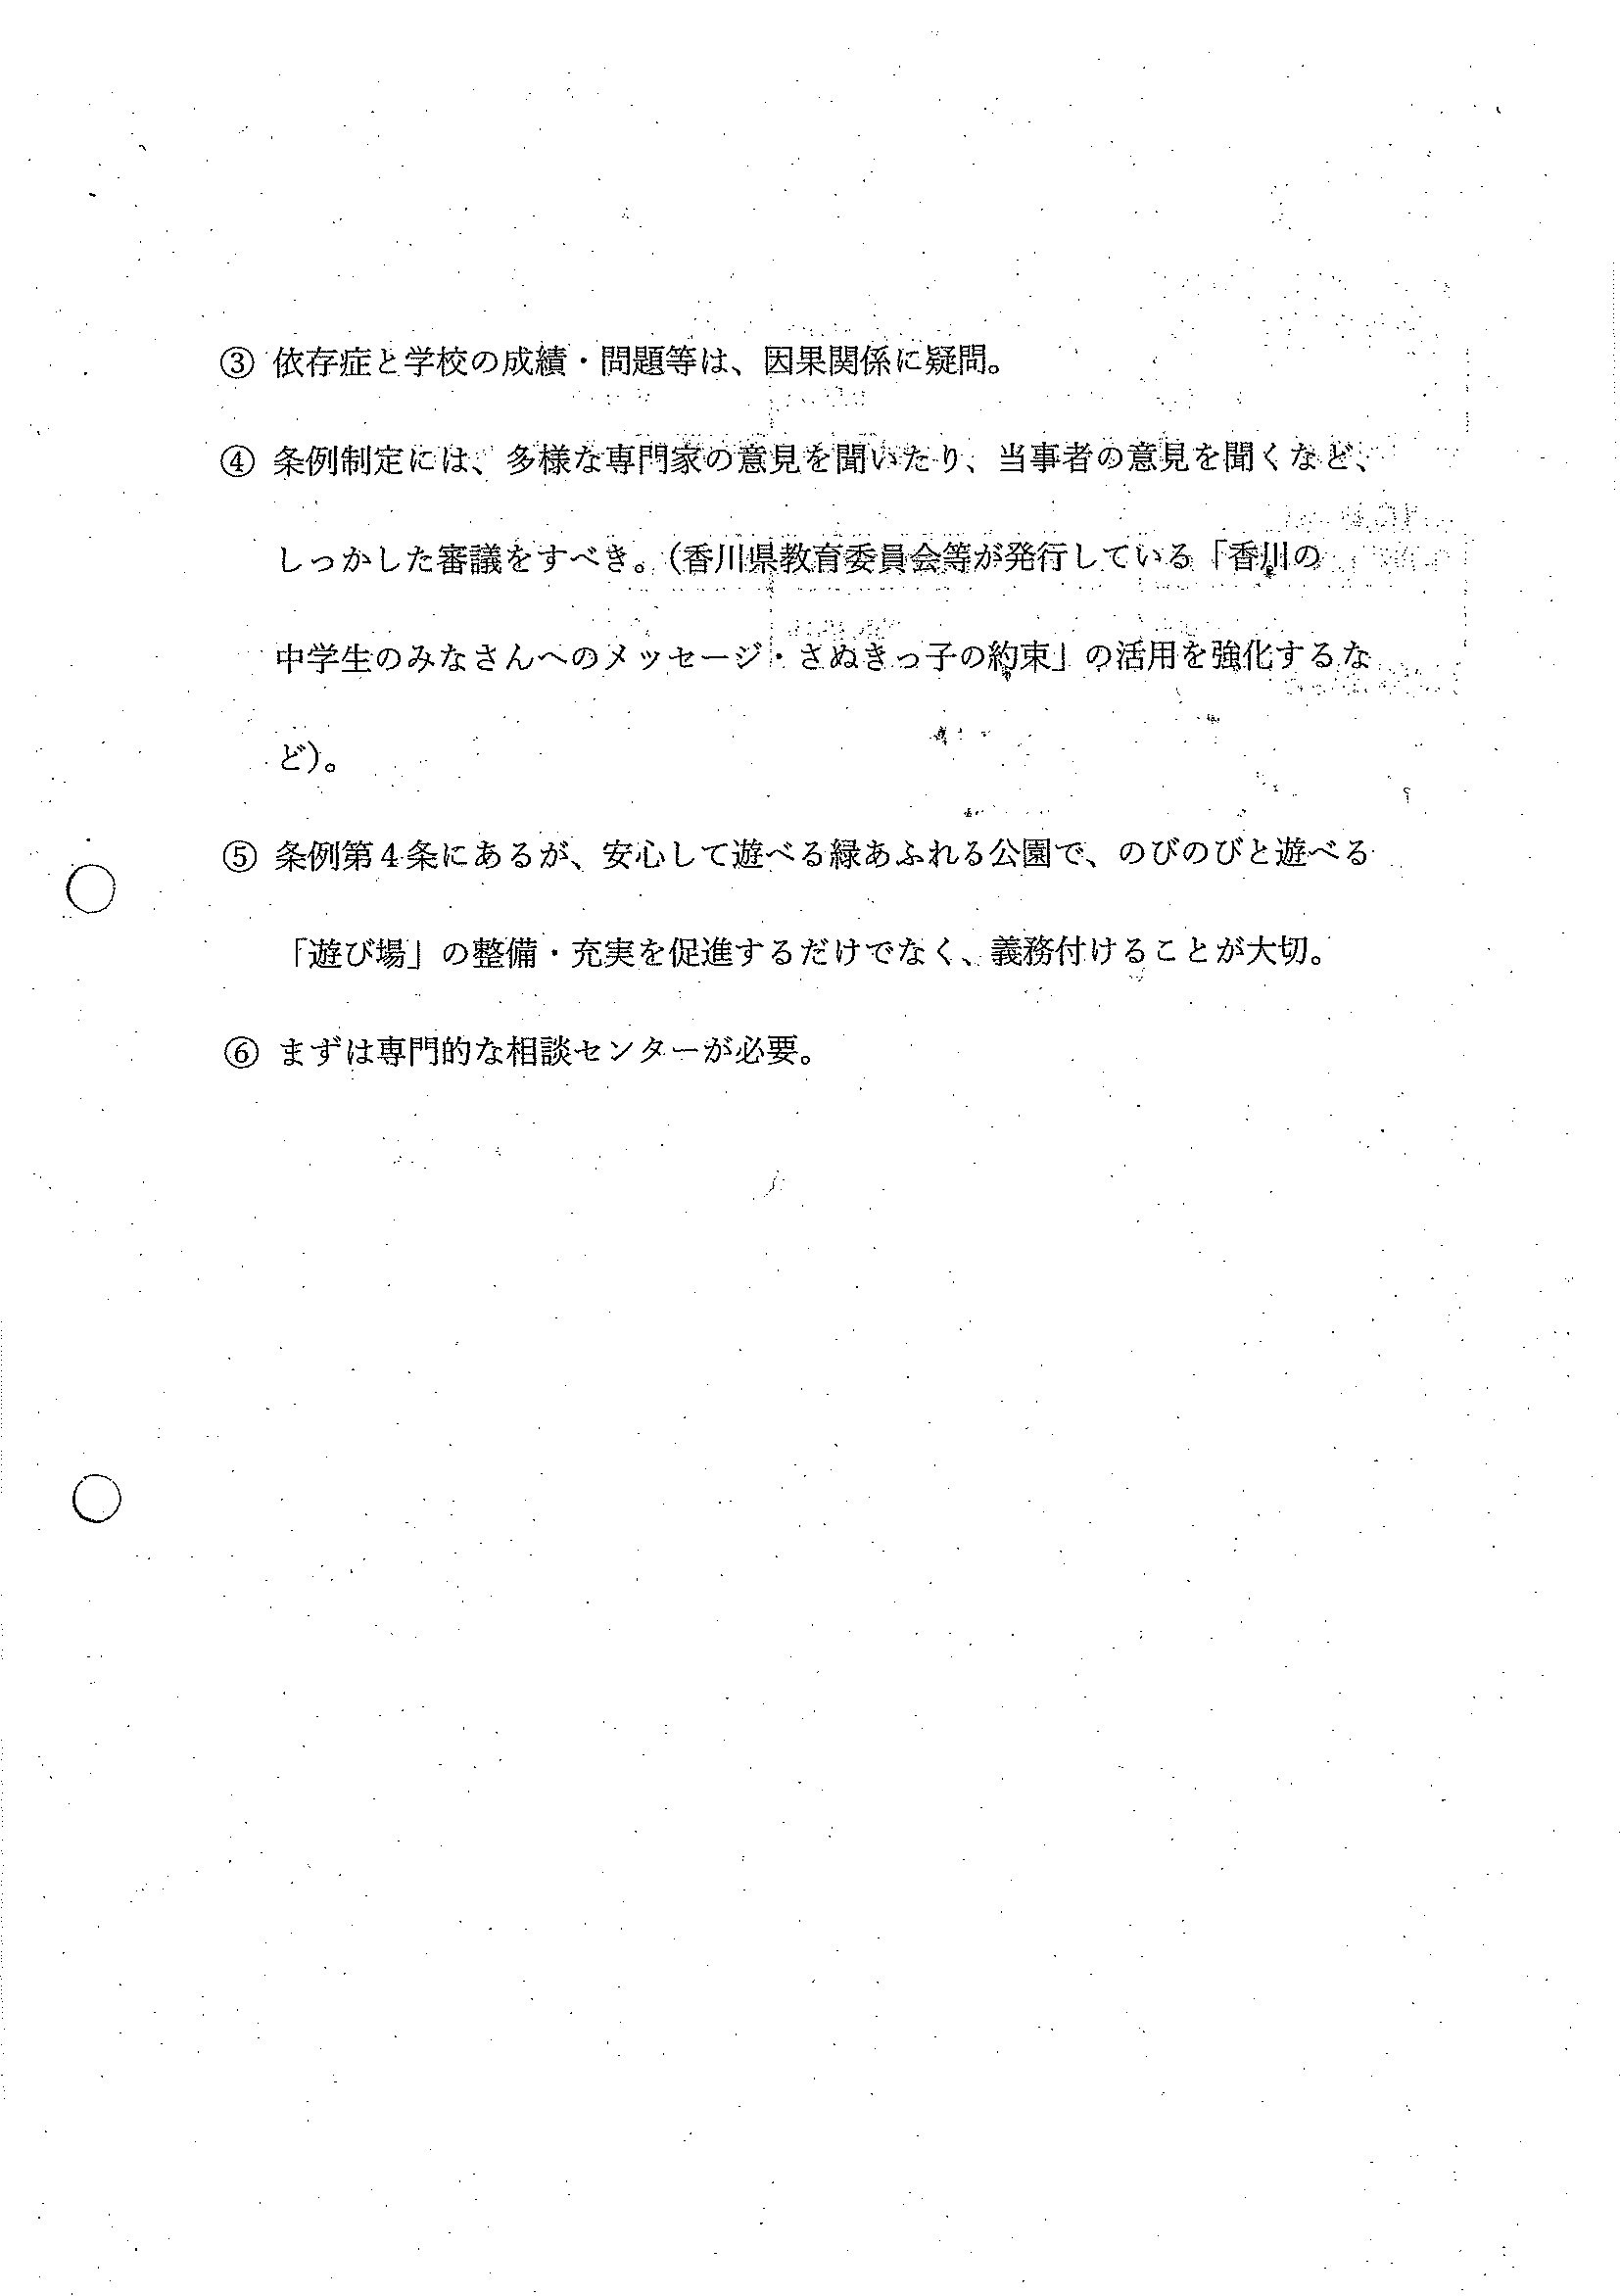 ③ 依存症と学校の成績・問題等は、因果関係に疑問。
④ 条例制定には、多様な専門家の意見を聞いたり、当事者の意見を聞くなど、
しっかした審議をすべき。（香川県教育委員会等が発行している「香川の
中学生のみなさんへのメッセージ・さぬきっ子の約束」の活用を強化するな
ど）。
⑤ 条例第４条にあるが、安心して遊べる緑あふれる公園で、のびのびと遊べる
「遊び場」の整備・充実を促進するだけでなく、義務付けることが大切。
⑥ まずは専門的な相談センターが必要。